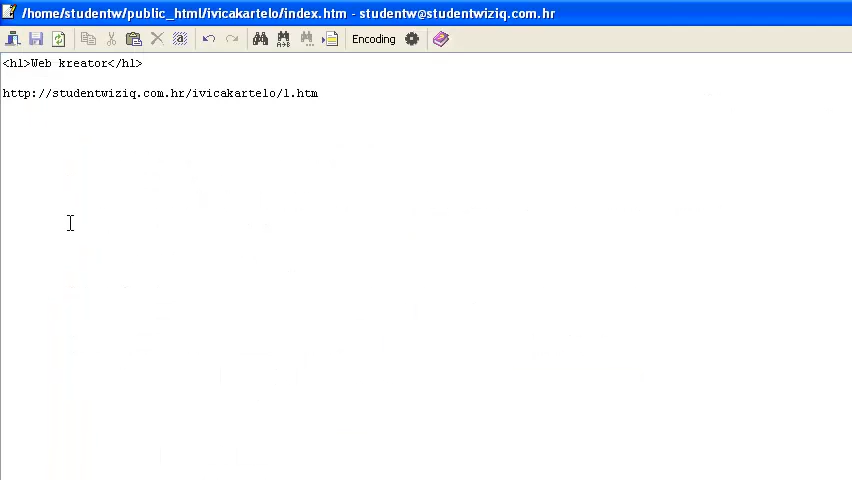 /home/studentw/public_html/ivicakartelo/index.htm - studentw@studentwiziq.com.hr
Encoding
<h1>Web kreator</h1>
http://studentwiziq.com.hr/ivicakartelo/1.htm